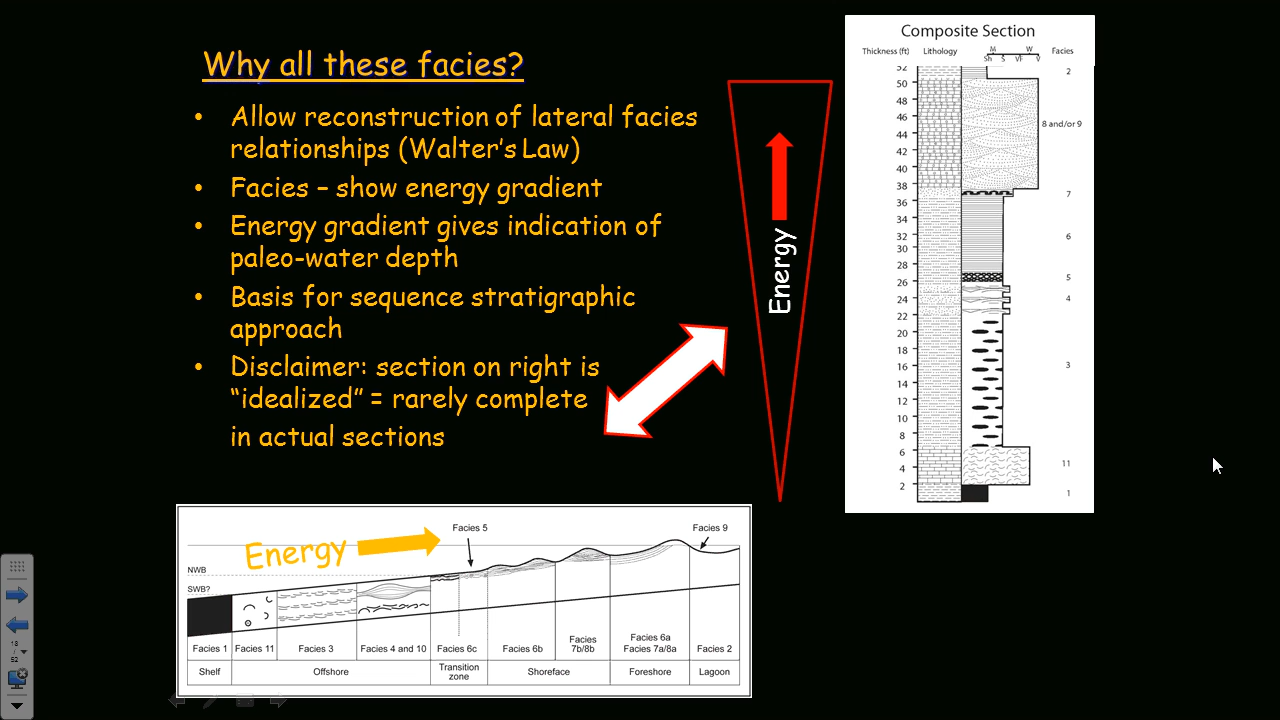 Why all these facies?
• Allow reconstruction of lateral facies
relationships (Walter's Law)
• Facies – show energy gradient
• Energy gradient gives indication of
paleo-water depth
• Basis for sequence stratigraphic
approach
• Disclaimer: section on right is
"idealized" = rarely complete
in actual sections
Energy
Composite Section
Thickness (ft) Lithology M W Facies
Sh S VF V
52 2
50
48
46
44 8 and/or 9
42
40
38
7
36
34
32 6
30
28
5
26
24 4
22
20
18
16 3
14
12
10
8
6
4 11
2 1
Energy
Facies 5
Facies 9
NWB
SWB?
Facies 1 Facies 11 Facies 3 Facies 4 and 10 Facies 6c Facies 6b Facies 7b/8b Facies 6a Facies 7a/8a Facies 2
Shelf Offshore Transition zone Shoreface Foreshore Lagoon
18
52